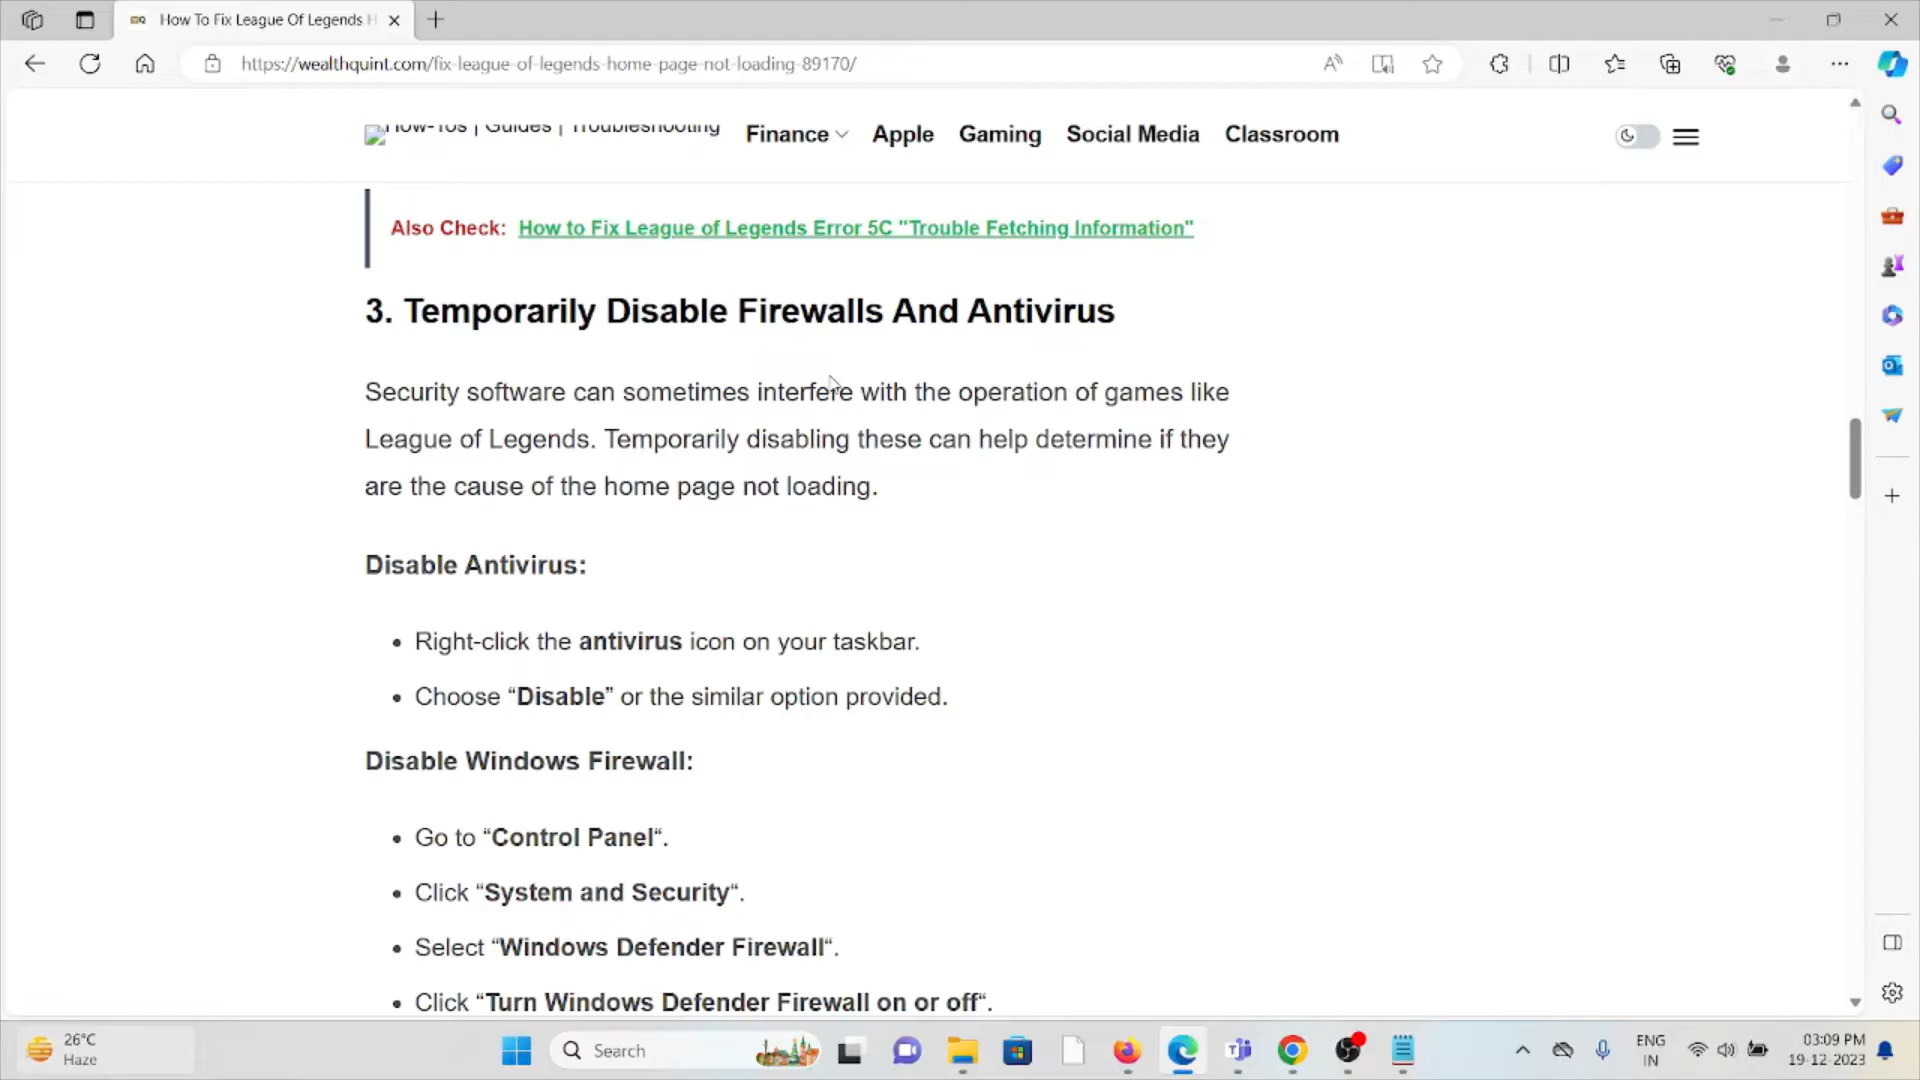 How To Fix League Of Legends H
https://wealthquint.com/fix-league-of-legends-home-page-not-loading-89170/
How-Tos | Guides | Troubleshooting
Finance Apple Gaming Social Media Classroom
Also Check: How to Fix League of Legends Error 5C "Trouble Fetching Information"
3. Temporarily Disable Firewalls And Antivirus
Security software can sometimes interfere with the operation of games like
League of Legends. Temporarily disabling these can help determine if they
are the cause of the home page not loading.
Disable Antivirus:
• Right-click the antivirus icon on your taskbar.
• Choose “Disable” or the similar option provided.
Disable Windows Firewall:
• Go to “Control Panel“.
• Click “System and Security“.
• Select “Windows Defender Firewall“.
• Click “Turn Windows Defender Firewall on or off“.
26°C
Haze
Search
ENG
IN
03:09 PM
19-12-2023